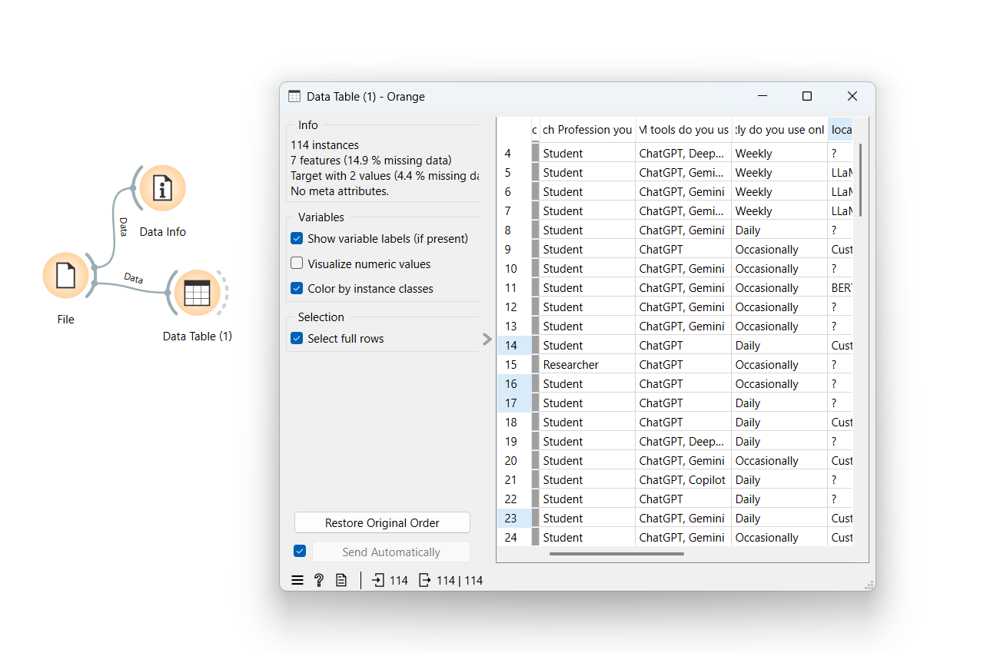 Data Info
Data
Data
File
Data Table (1)
Data Table (1) - Orange
Info
114 instances
7 features (14.9 % missing data)
Target with 2 values (4.4 % missing da
No meta attributes.
Variables
Show variable labels (if present)
Visualize numeric values
Color by instance classes
Selection
Select full rows
Restore Original Order
Send Automatically
114 114 | 114
c ch Profession you M tools do you us tly do you use onl loca
4 Student ChatGPT, Deep... Weekly ?
5 Student ChatGPT, Gemi... Weekly LLaM
6 Student ChatGPT, Gemini Weekly LLaM
7 Student ChatGPT, Gemi... Weekly LLaM
8 Student ChatGPT, Gemini Daily ?
9 Student ChatGPT Occasionally Cust
10 Student ChatGPT, Gemini Occasionally ?
11 Student ChatGPT, Gemini Occasionally BERT
12 Student ChatGPT, Gemini Occasionally ?
13 Student ChatGPT, Gemini Occasionally ?
14 Student ChatGPT Daily Cust
15 Researcher ChatGPT Occasionally ?
16 Student ChatGPT Occasionally ?
17 Student ChatGPT Daily ?
18 Student ChatGPT Daily Cust
19 Student ChatGPT, Deep... Daily ?
20 Student ChatGPT, Gemini Occasionally Cust
21 Student ChatGPT, Copilot Daily ?
22 Student ChatGPT Daily ?
23 Student ChatGPT, Gemini Daily Cust
24 Student ChatGPT, Gemini Occasionally Cust